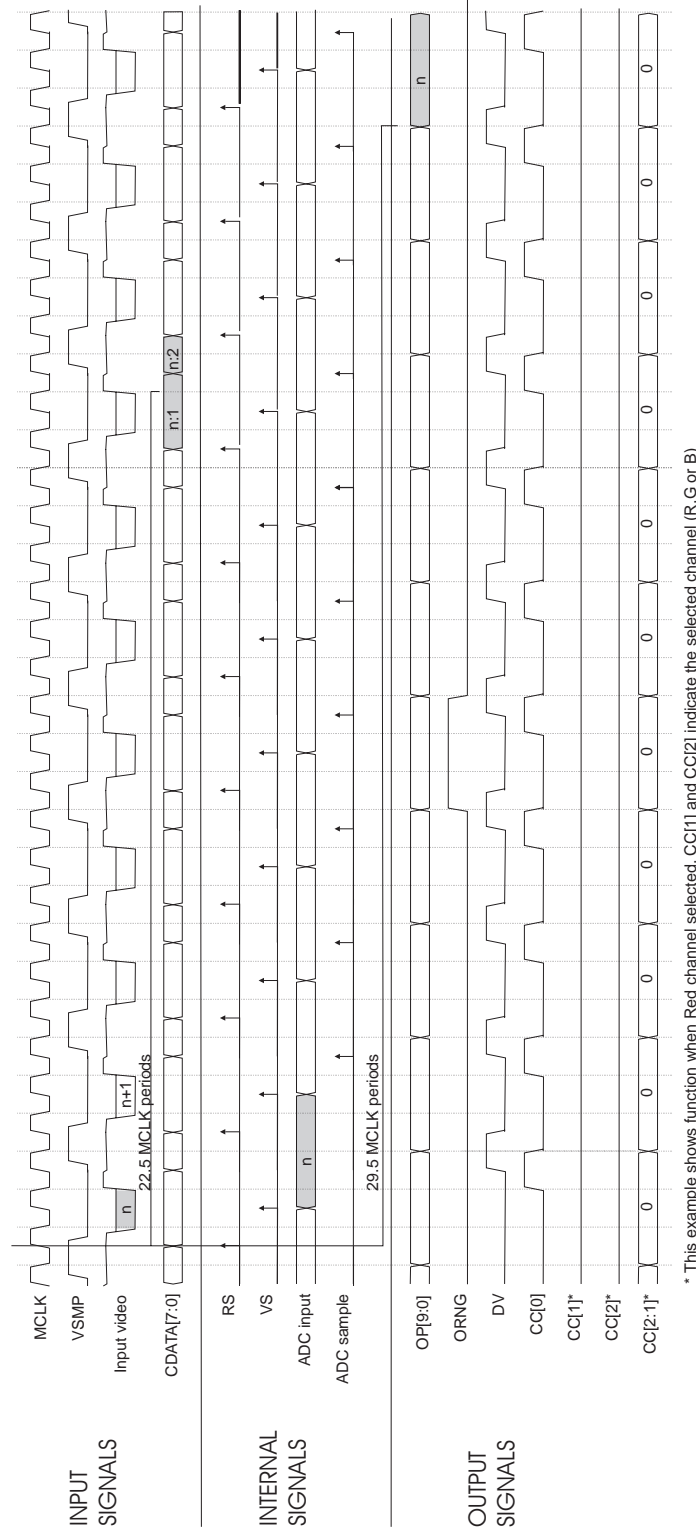 INPUT
SIGNALS
MCLK
VSMP
Input video
n
n+1
22.5 MCLK periods
CDATA[7:0]
n:1
n:2
INTERNAL
SIGNALS
RS
VS
ADC input
n
ADC sample
29.5 MCLK periods
OUTPUT
SIGNALS
OP[9:0]
n
ORNG
DV
CC[0]
CC[1]*
CC[2]*
CC[2:1]*
0 0 0 0 0 0 0 0 0 0 0
* This example shows function when Red channel selected. CC[1] and CC[2] indicate the selected channel (R,G or B)